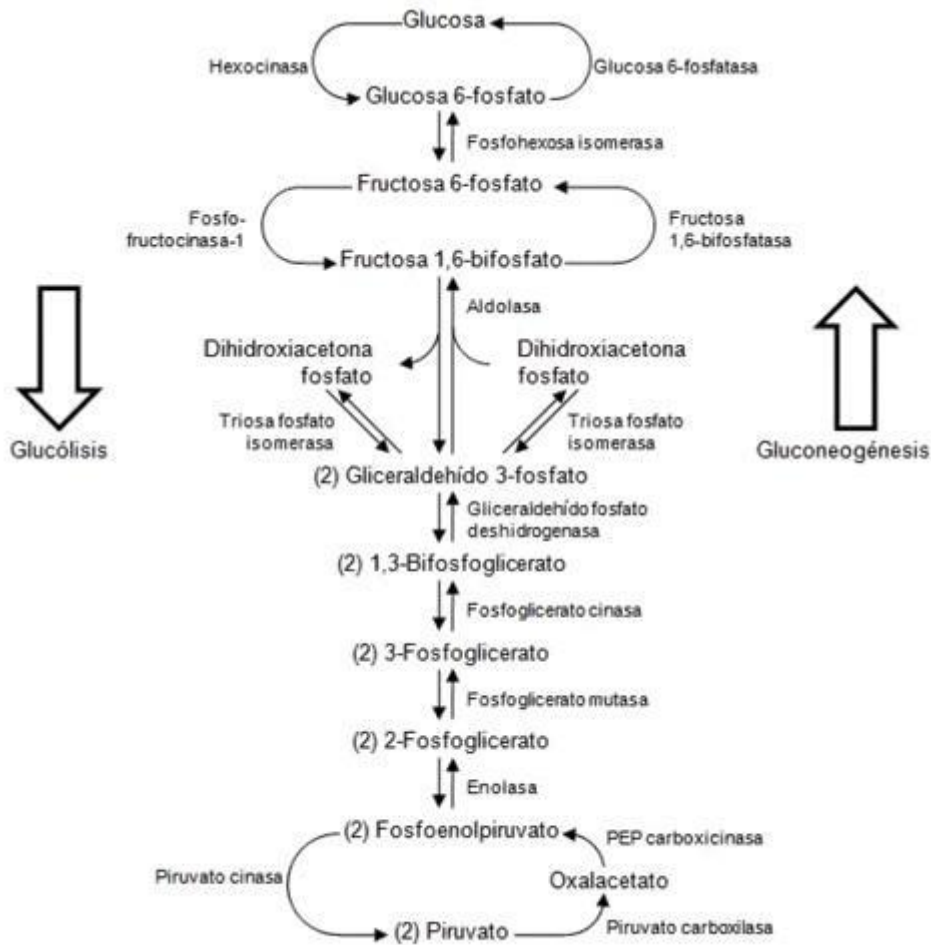 Glucosa
Hexocinasa
Glucosa 6-fosfatasa
Glucosa 6-fosfato
Fosfohexosa isomerasa
Fructosa 6-fosfato
Fosfo-
fructocinasa-1
Fructosa
1,6-bifosfatasa
Fructosa 1,6-bifosfato
Aldolasa
Dihidroxiacetona
fosfato
Dihidroxiacetona
fosfato
Triosa fosfato
isomerasa
Triosa fosfato
isomerasa
Glucólisis
Gluconeogénesis
(2) Gliceraldehído 3-fosfato
Gliceraldehído fosfato
deshidrogenasa
(2) 1,3-Bifosfoglicerato
Fosfoglicerato cinasa
(2) 3-Fosfoglicerato
Fosfoglicerato mutasa
(2) 2-Fosfoglicerato
Enolasa
(2) Fosfoenolpiruvato
PEP carboxicinasa
Piruvato cinasa
Oxalacetato
(2) Piruvato
Piruvato carboxilasa